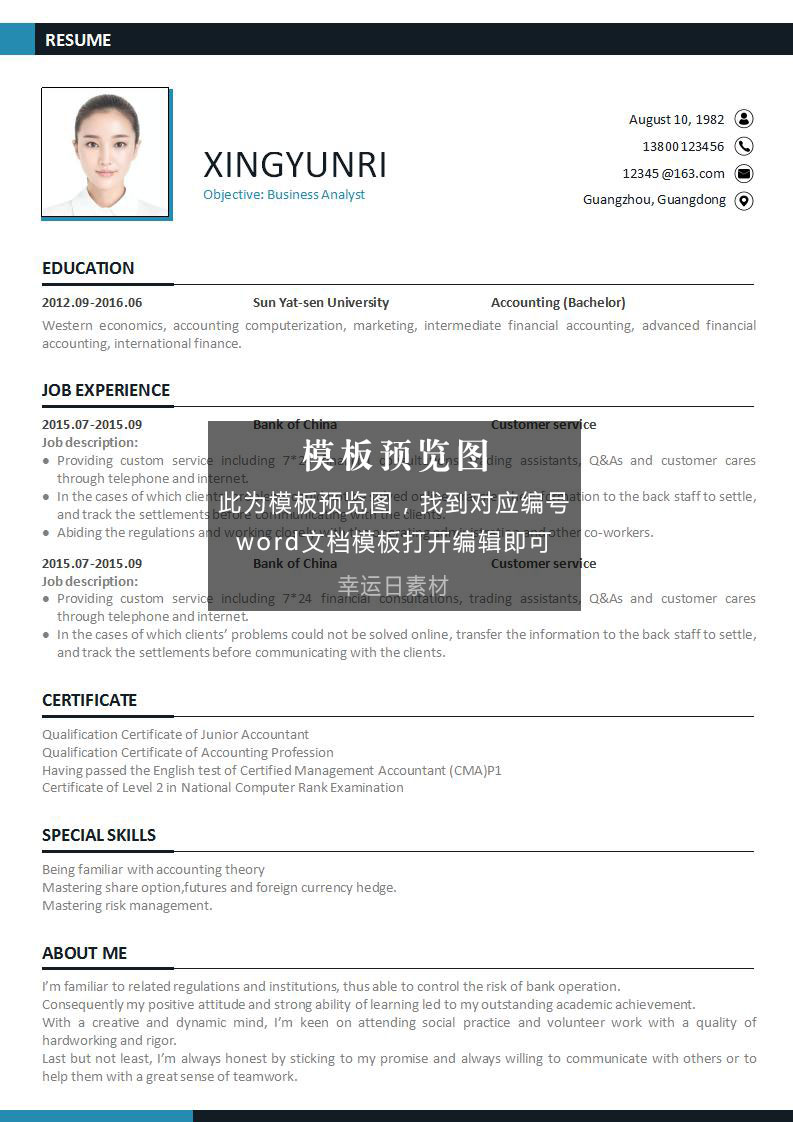 RESUME
August 10, 1982
13800123456
XINGYUNRI
12345 @163.com
Objective: Business Analyst
Guangzhou, Guangdong
EDUCATION
2012.09-2016.06 Sun Yat-sen University Accounting (Bachelor)
Western economics, accounting computerization, marketing, intermediate financial accounting, advanced financial
accounting, international finance.
JOB EXPERIENCE
2015.07-2015.09 Bank of China Customer service
Job description:
● Providing custom service including 7*2 assistants, Q&As and customer cares
through telephone and internet.
● In the cases of which to the back staff to settle,
and track the settlements before communicating with the clients.
● Abiding the regulations and working other co-workers.
模板预览图
此为模板预览图，找到对应编号
word文档模板打开编辑即可
幸运日素材
2015.07-2015.09 Bank of China Customer service
Job description:
● Providing custom service including 7*24 financial consultations, trading assistants, Q&As and customer cares
through telephone and internet.
● In the cases of which clients’ problems could not be solved online, transfer the information to the back staff to settle,
and track the settlements before communicating with the clients.
CERTIFICATE
Qualification Certificate of Junior Accountant
Qualification Certificate of Accounting Profession
Having passed the English test of Certified Management Accountant (CMA)P1
Certificate of Level 2 in National Computer Rank Examination
SPECIAL SKILLS
Being familiar with accounting theory
Mastering share option,futures and foreign currency hedge.
Mastering risk management.
ABOUT ME
I’m familiar to related regulations and institutions, thus able to control the risk of bank operation.
Consequently my positive attitude and strong ability of learning led to my outstanding academic achievement.
With a creative and dynamic mind, I’m keen on attending social practice and volunteer work with a quality of
hardworking and rigor.
Last but not least, I’m always honest by sticking to my promise and always willing to communicate with others or to
help them with a great sense of teamwork.